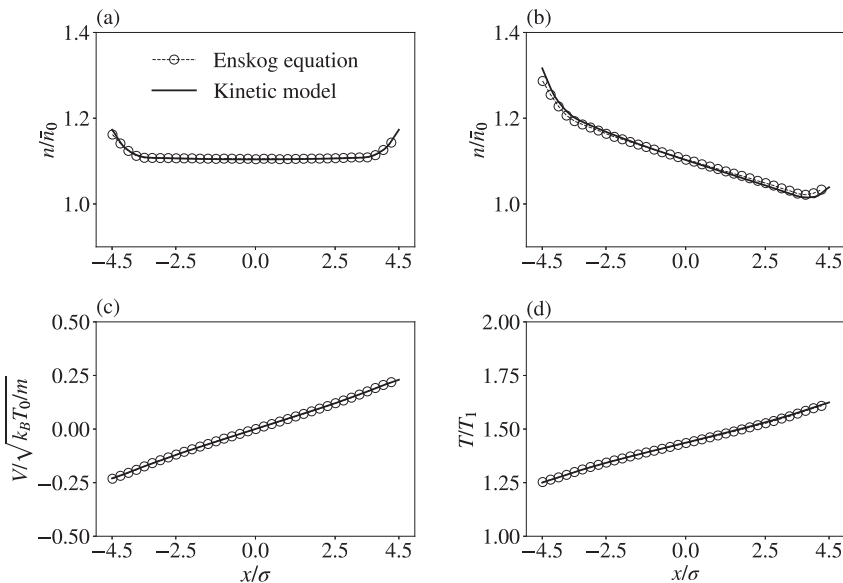 (a)
1.4
1.2
1.0
n/n̄₀
Enskog equation
Kinetic model
−4.5 −2.5 0.0 2.5 4.5
(b)
1.4
1.2
1.0
n/n̄₀
−4.5 −2.5 0.0 2.5 4.5
(c)
0.50
0.25
0.00
−0.25
−0.50
V/√k_BT₀/m
−4.5 −2.5 0.0 2.5 4.5
x/σ
(d)
2.00
1.75
1.50
1.25
1.00
T/T₁
−4.5 −2.5 0.0 2.5 4.5
x/σ